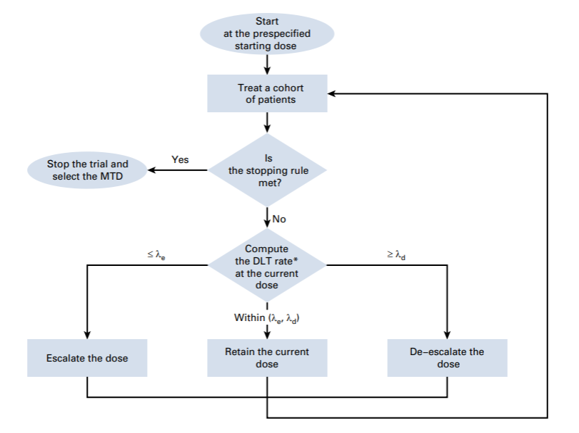 Start
at the prespecified
starting dose
Treat a cohort
of patients
Is
the stopping rule
met?
Yes
Stop the trial and
select the MTD
No
Compute
the DLT rate*
at the current
dose
≤ λe
≥ λd
Within (λe, λd)
Escalate the dose
Retain the current
dose
De–escalate the
dose